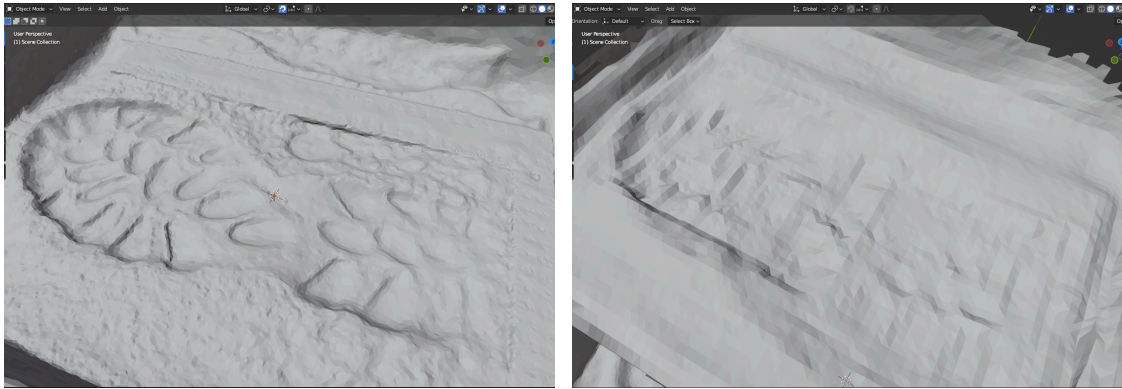 Object Mode View Select Add Object Global
User Perspective
(1) Scene Collection
Object Mode View Select Add Object Global
Orientation: Default Drag: Select Box
User Perspective
(1) Scene Collection